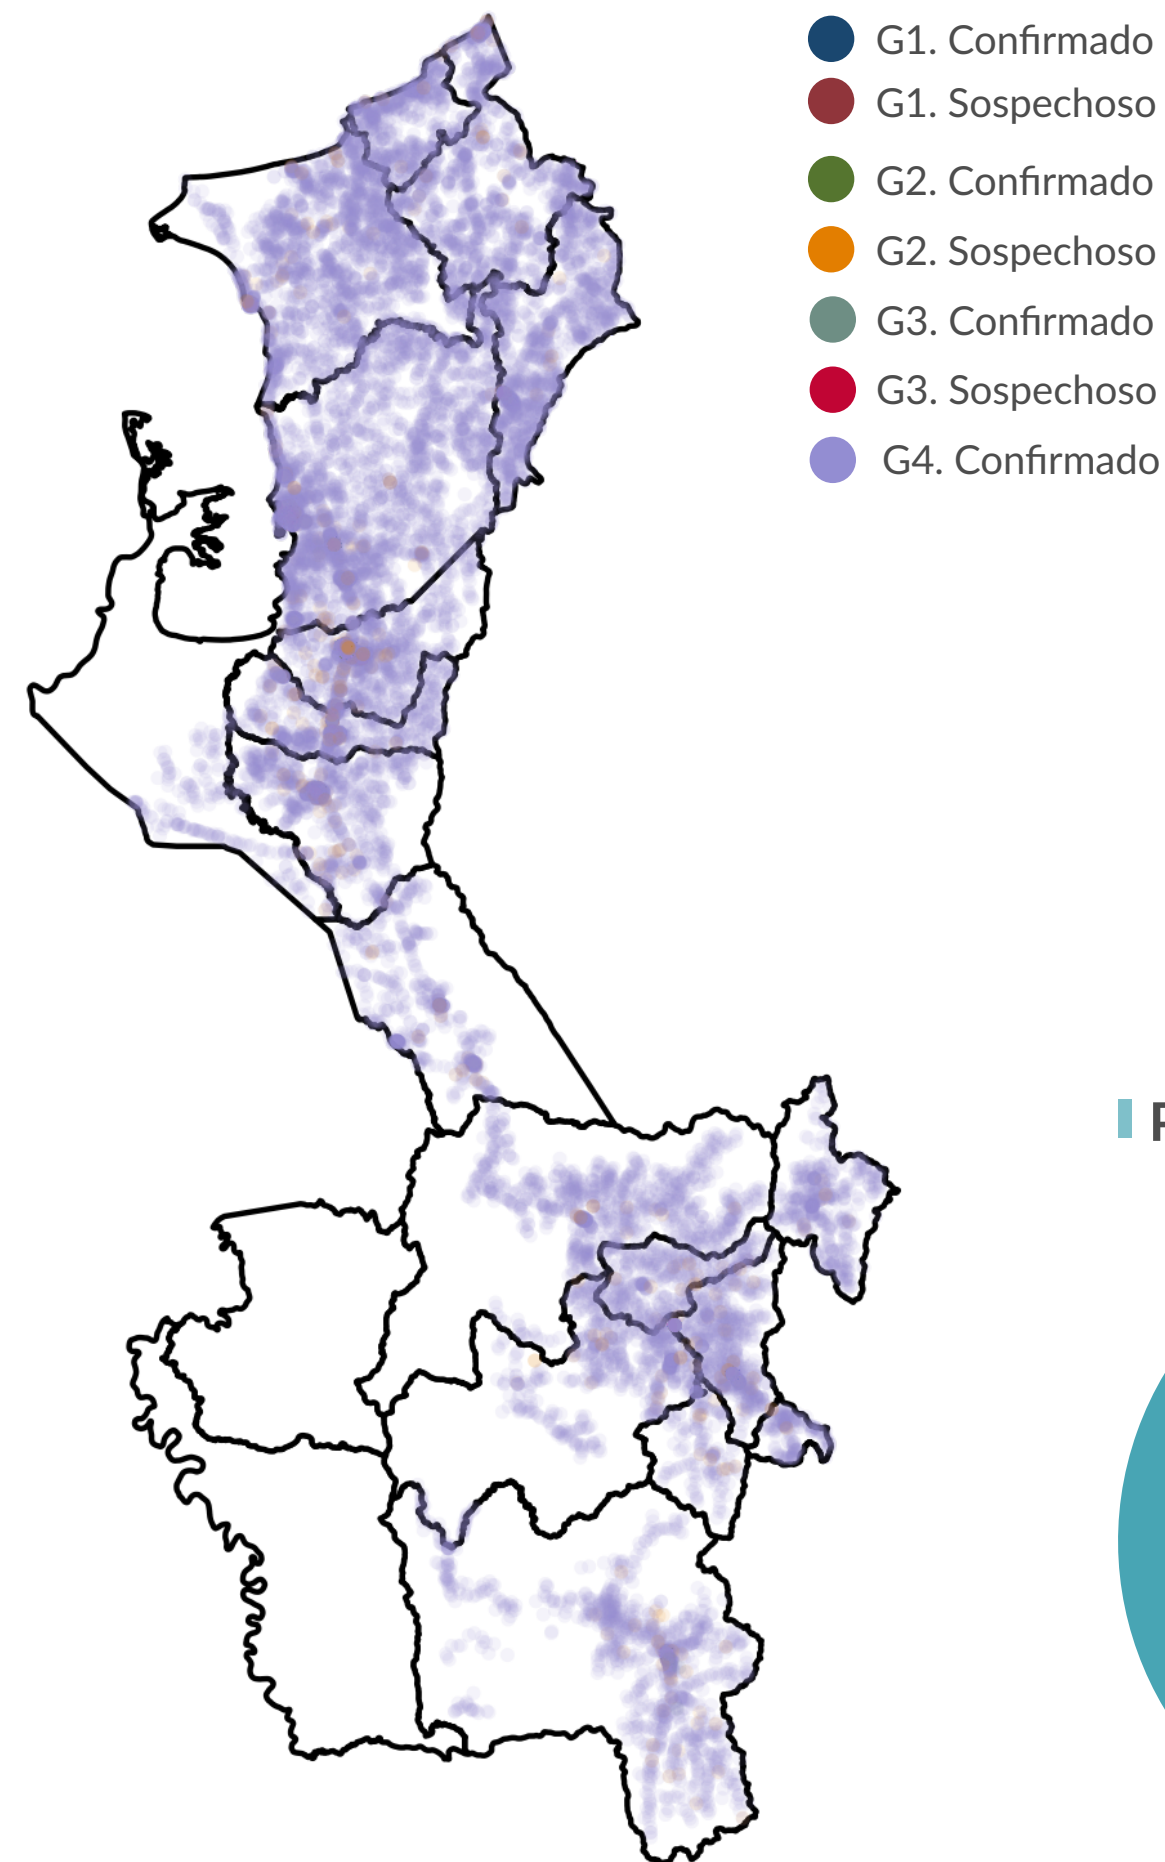 G1. Confirmado
G1. Sospechoso
G2. Confirmado
G2. Sospechoso
G3. Confirmado
G3. Sospechoso
G4. Confirmado